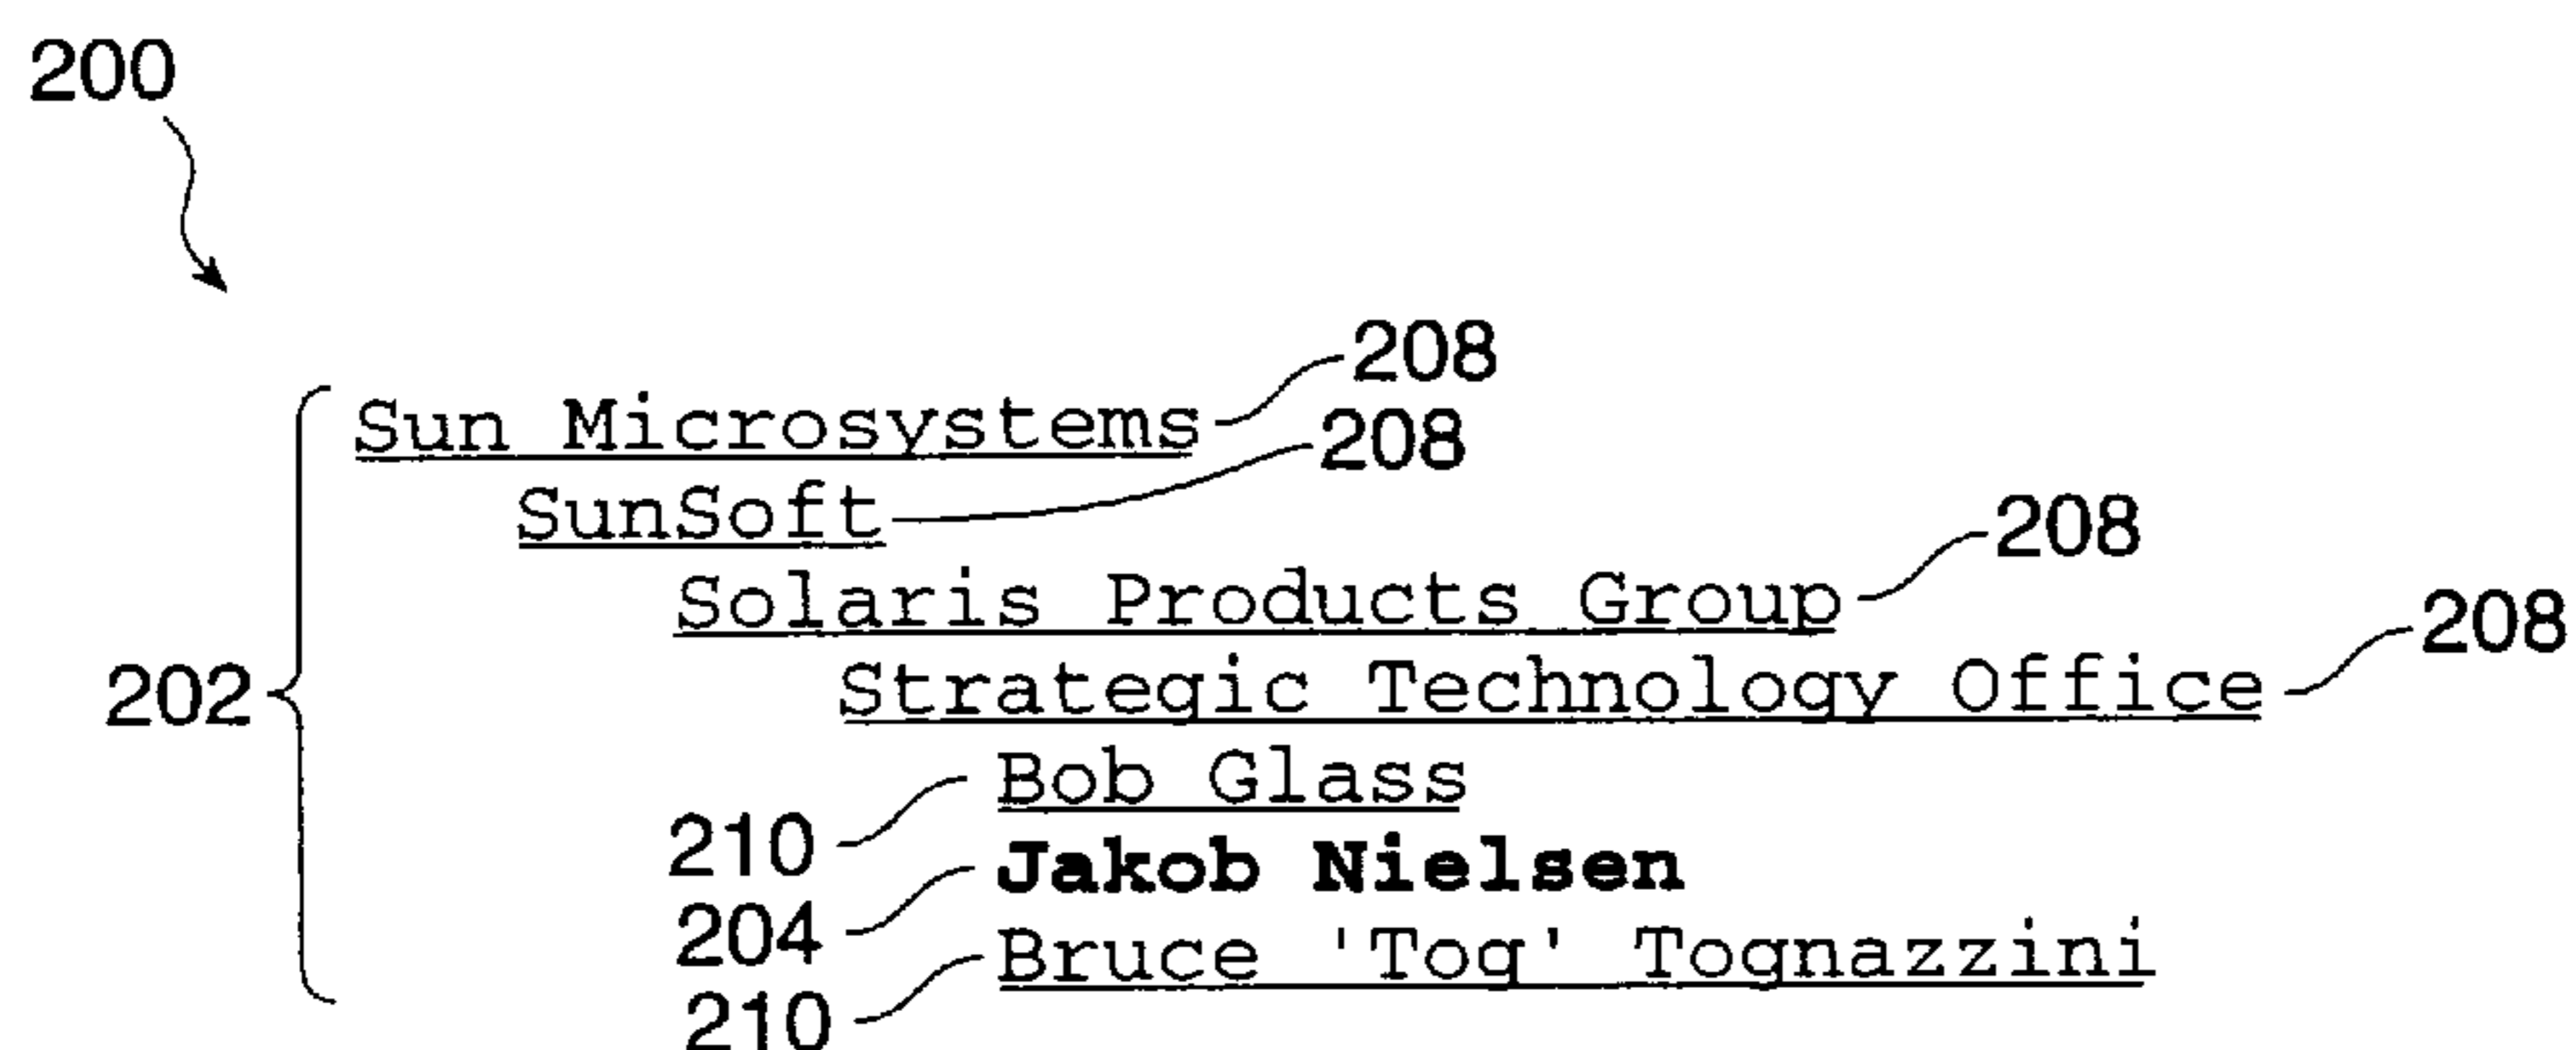 200
Sun Microsystems 208
SunSoft 208
Solaris Products Group 208
Strategic Technology Office 208
202
Bob Glass
210
Jakob Nielsen
204
Bruce 'Tog' Tognazzini
210